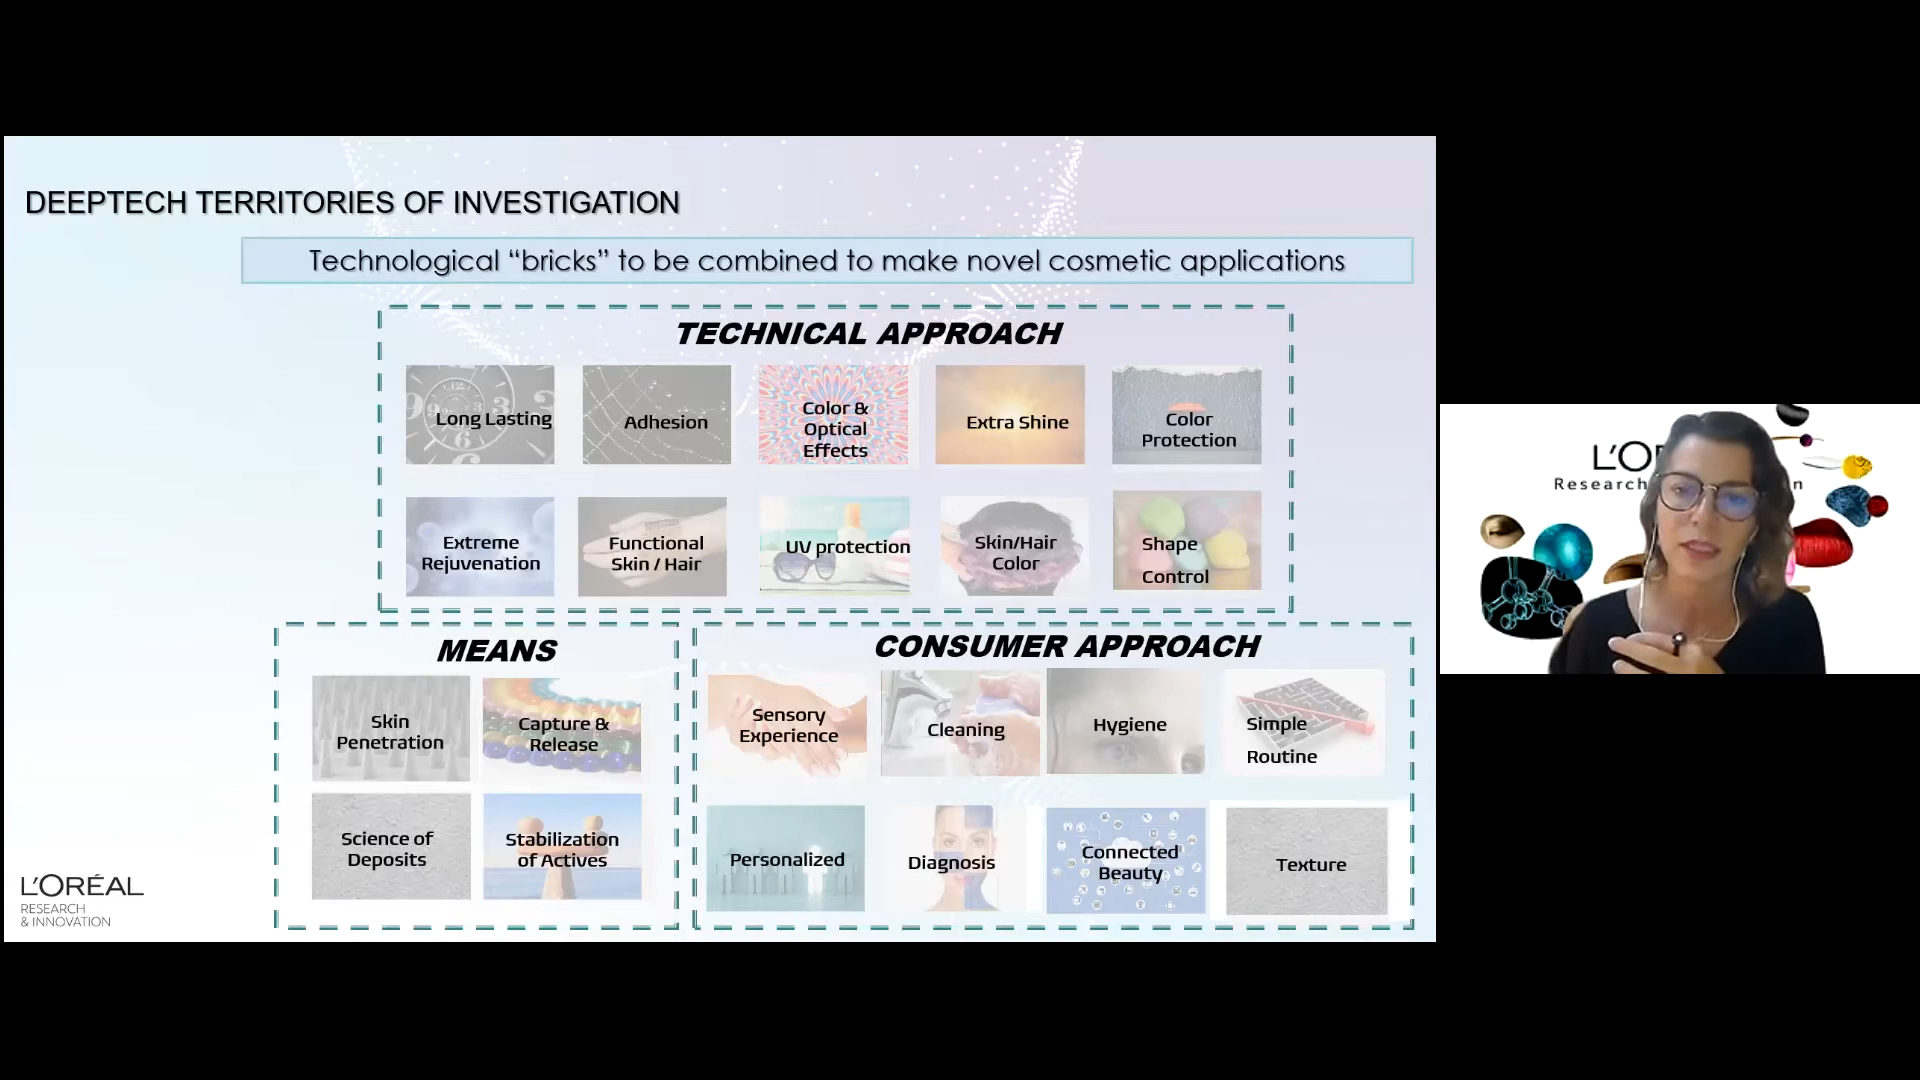 DEEPTECH TERRITORIES OF INVESTIGATION
Technological “bricks” to be combined to make novel cosmetic applications
TECHNICAL APPROACH
Long Lasting
Adhesion
Color &
Optical
Effects
Extra Shine
Color
Protection
Extreme
Rejuvenation
Functional
Skin / Hair
UV protection
Skin/Hair
Color
Shape
Control
MEANS
Skin
Penetration
Capture &
Release
Science of
Deposits
Stabilization
of Actives
CONSUMER APPROACH
Sensory
Experience
Cleaning
Hygiene
Simple
Routine
Personalized
Diagnosis
Connected
Beauty
Texture
L'ORÉAL
RESEARCH
& INNOVATION
Research